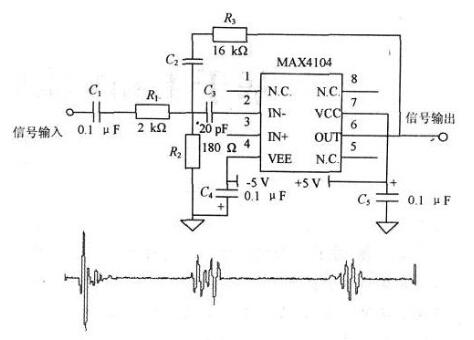 R₃
16 kΩ
C₂
MAX4104
1
8
N.C.
N.C.
C₁
R₁
C₃
2
7
IN-
VCC
信号输入
0.1 μF
2 kΩ
20 pF
3
6
IN+
OUT
信号输出
R₂
180 Ω
4
5
VEE
N.C.
-5 V
+5 V
+
C₄
0.1 μF
+
C₅
0.1 μF